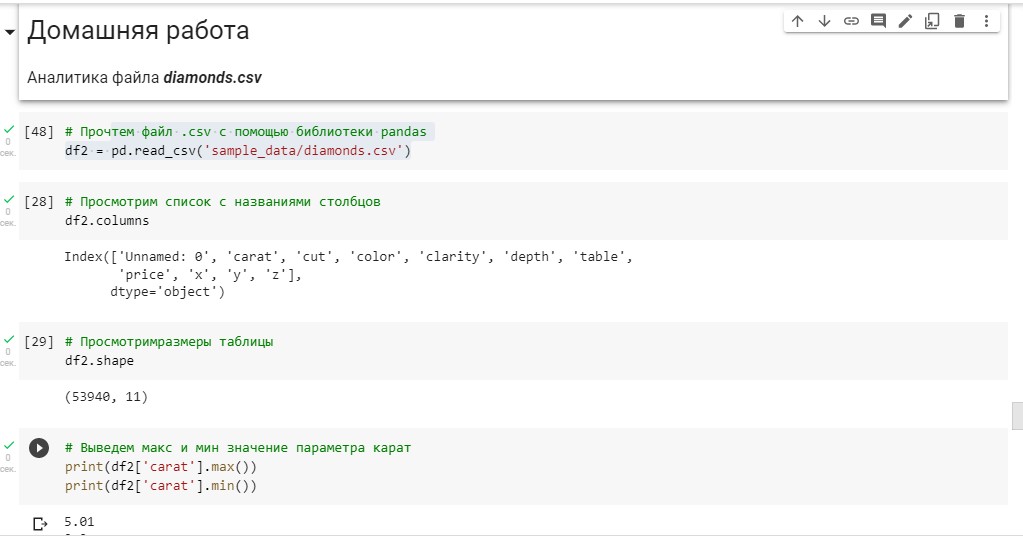 Домашняя работа
Аналитика файла diamonds.csv
0
сек.
[48] # Прочтем файл .csv с помощью библиотеки pandas
df2 = pd.read_csv('sample_data/diamonds.csv')
0
сек.
[28] # Просмотрим список с названиями столбцов
df2.columns
Index(['Unnamed: 0', 'carat', 'cut', 'color', 'clarity', 'depth', 'table',
'price', 'x', 'y', 'z'],
dtype='object')
0
сек.
[29] # Просмотримразмеры таблицы
df2.shape
(53940, 11)
0
сек.
# Выведем макс и мин значение параметра карат
print(df2['carat'].max())
print(df2['carat'].min())
5.01